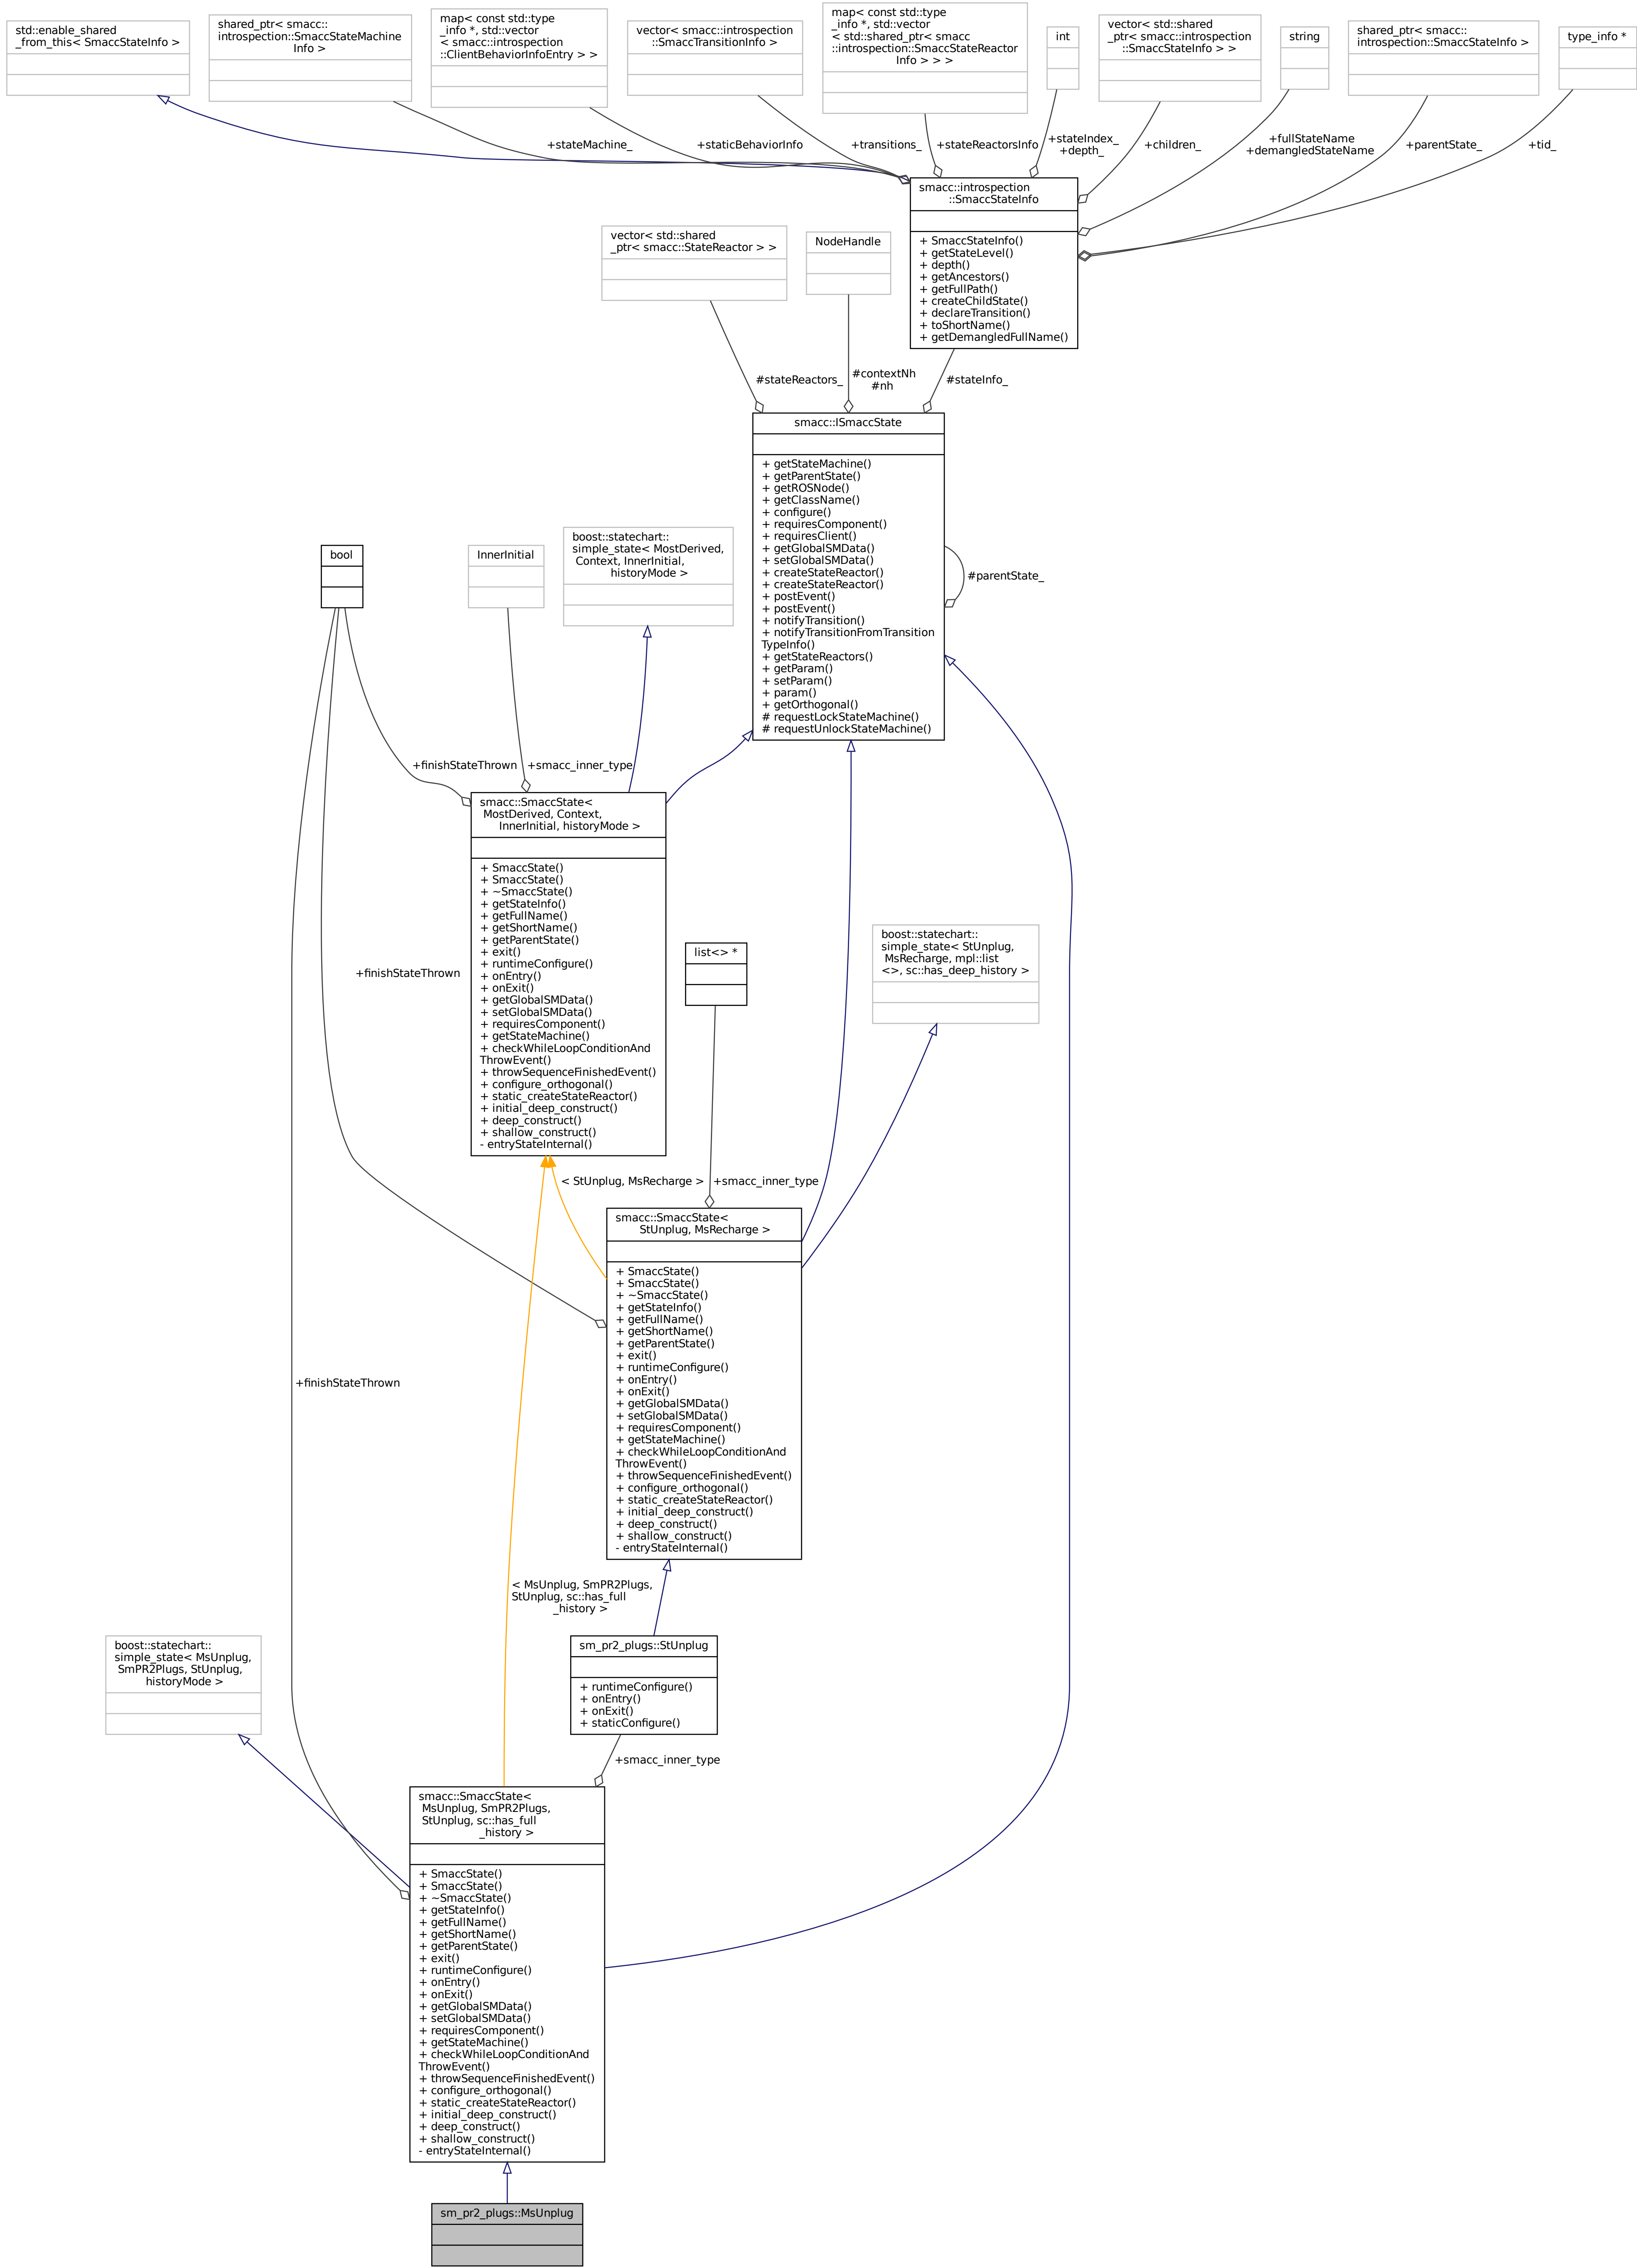 std::enable_shared
_from_this< SmaccStateInfo >
shared_ptr< smacc::
introspection::SmaccStateMachine
Info >
map< const std::type
_info *, std::vector
< smacc::introspection
::ClientBehaviorInfoEntry > >
vector< smacc::introspection
::SmaccTransitionInfo >
map< const std::type
_info *, std::vector
< std::shared_ptr< smacc
::introspection::SmaccStateReactor
Info > > >
int
vector< std::shared
_ptr< smacc::introspection
::SmaccStateInfo > >
string
shared_ptr< smacc::
introspection::SmaccStateInfo >
type_info *
+stateMachine_
+staticBehaviorInfo
+transitions_
+stateReactorsInfo
+stateIndex_
+depth_
+children_
+fullStateName
+demangledStateName
+parentState_
+tid_
smacc::introspection
::SmaccStateInfo
+ SmaccStateInfo()
+ getStateLevel()
+ depth()
+ getAncestors()
+ getFullPath()
+ createChildState()
+ declareTransition()
+ toShortName()
+ getDemangledFullName()
vector< std::shared
_ptr< smacc::StateReactor > >
NodeHandle
#stateReactors_
#contextNh
#nh
#stateInfo_
smacc::ISmaccState
+ getStateMachine()
+ getParentState()
+ getROSNode()
+ getClassName()
+ configure()
+ requiresComponent()
+ requiresClient()
+ getGlobalSMData()
+ setGlobalSMData()
+ createStateReactor()
+ createStateReactor()
+ postEvent()
+ postEvent()
+ notifyTransition()
+ notifyTransitionFromTransition
TypeInfo()
+ getStateReactors()
+ getParam()
+ setParam()
+ param()
+ getOrthogonal()
# requestLockStateMachine()
# requestUnlockStateMachine()
#parentState_
bool
InnerInitial
boost::statechart::
simple_state< MostDerived,
Context, InnerInitial,
historyMode >
+finishStateThrown
+smacc_inner_type
smacc::SmaccState<
MostDerived, Context,
InnerInitial, historyMode >
+ SmaccState()
+ SmaccState()
+ ~SmaccState()
+ getStateInfo()
+ getFullName()
+ getShortName()
+ getParentState()
+ exit()
+ runtimeConfigure()
+ onEntry()
+ onExit()
+ getGlobalSMData()
+ setGlobalSMData()
+ requiresComponent()
+ getStateMachine()
+ checkWhileLoopConditionAnd
ThrowEvent()
+ throwSequenceFinishedEvent()
+ configure_orthogonal()
+ static_createStateReactor()
+ initial_deep_construct()
+ deep_construct()
+ shallow_construct()
- entryStateInternal()
+finishStateThrown
list<> *
boost::statechart::
simple_state< StUnplug,
MsRecharge, mpl::list
<>, sc::has_deep_history >
< StUnplug, MsRecharge >
+smacc_inner_type
smacc::SmaccState<
StUnplug, MsRecharge >
+ SmaccState()
+ SmaccState()
+ ~SmaccState()
+ getStateInfo()
+ getFullName()
+ getShortName()
+ getParentState()
+ exit()
+ runtimeConfigure()
+ onEntry()
+ onExit()
+ getGlobalSMData()
+ setGlobalSMData()
+ requiresComponent()
+ getStateMachine()
+ checkWhileLoopConditionAnd
ThrowEvent()
+ throwSequenceFinishedEvent()
+ configure_orthogonal()
+ static_createStateReactor()
+ initial_deep_construct()
+ deep_construct()
+ shallow_construct()
- entryStateInternal()
+finishStateThrown
< MsUnplug, SmPR2Plugs,
StUnplug, sc::has_full
_history >
boost::statechart::
simple_state< MsUnplug,
SmPR2Plugs, StUnplug,
historyMode >
sm_pr2_plugs::StUnplug
+ runtimeConfigure()
+ onEntry()
+ onExit()
+ staticConfigure()
+smacc_inner_type
smacc::SmaccState<
MsUnplug, SmPR2Plugs,
StUnplug, sc::has_full
_history >
+ SmaccState()
+ SmaccState()
+ ~SmaccState()
+ getStateInfo()
+ getFullName()
+ getShortName()
+ getParentState()
+ exit()
+ runtimeConfigure()
+ onEntry()
+ onExit()
+ getGlobalSMData()
+ setGlobalSMData()
+ requiresComponent()
+ getStateMachine()
+ checkWhileLoopConditionAnd
ThrowEvent()
+ throwSequenceFinishedEvent()
+ configure_orthogonal()
+ static_createStateReactor()
+ initial_deep_construct()
+ deep_construct()
+ shallow_construct()
- entryStateInternal()
sm_pr2_plugs::MsUnplug